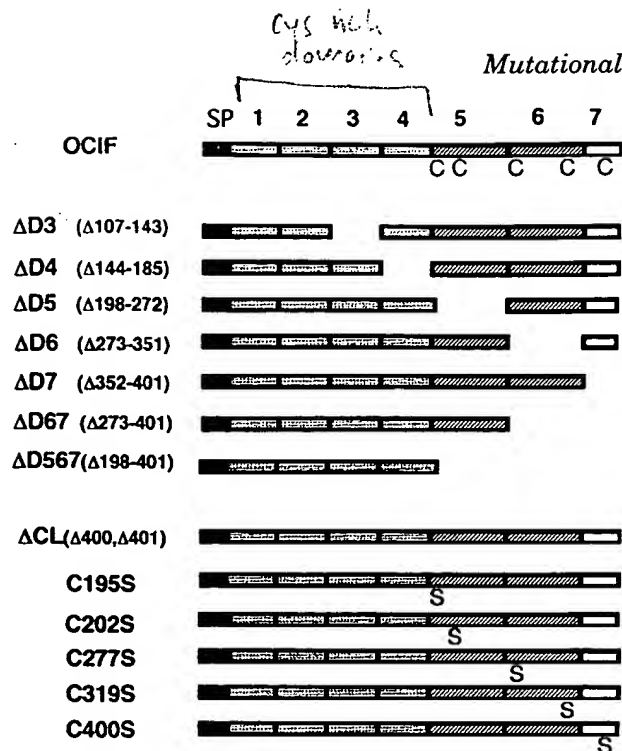 Cys rich
domains
Mutational
SP 1 2 3 4 5 6 7
OCIF
C C C C C
ΔD3 (Δ107-143)
ΔD4 (Δ144-185)
ΔD5 (Δ198-272)
ΔD6 (Δ273-351)
ΔD7 (Δ352-401)
ΔD67 (Δ273-401)
ΔD567(Δ198-401)
ΔCL(Δ400,Δ401)
C195S
S
C202S
S
C277S
S
C319S
S
C400S
S